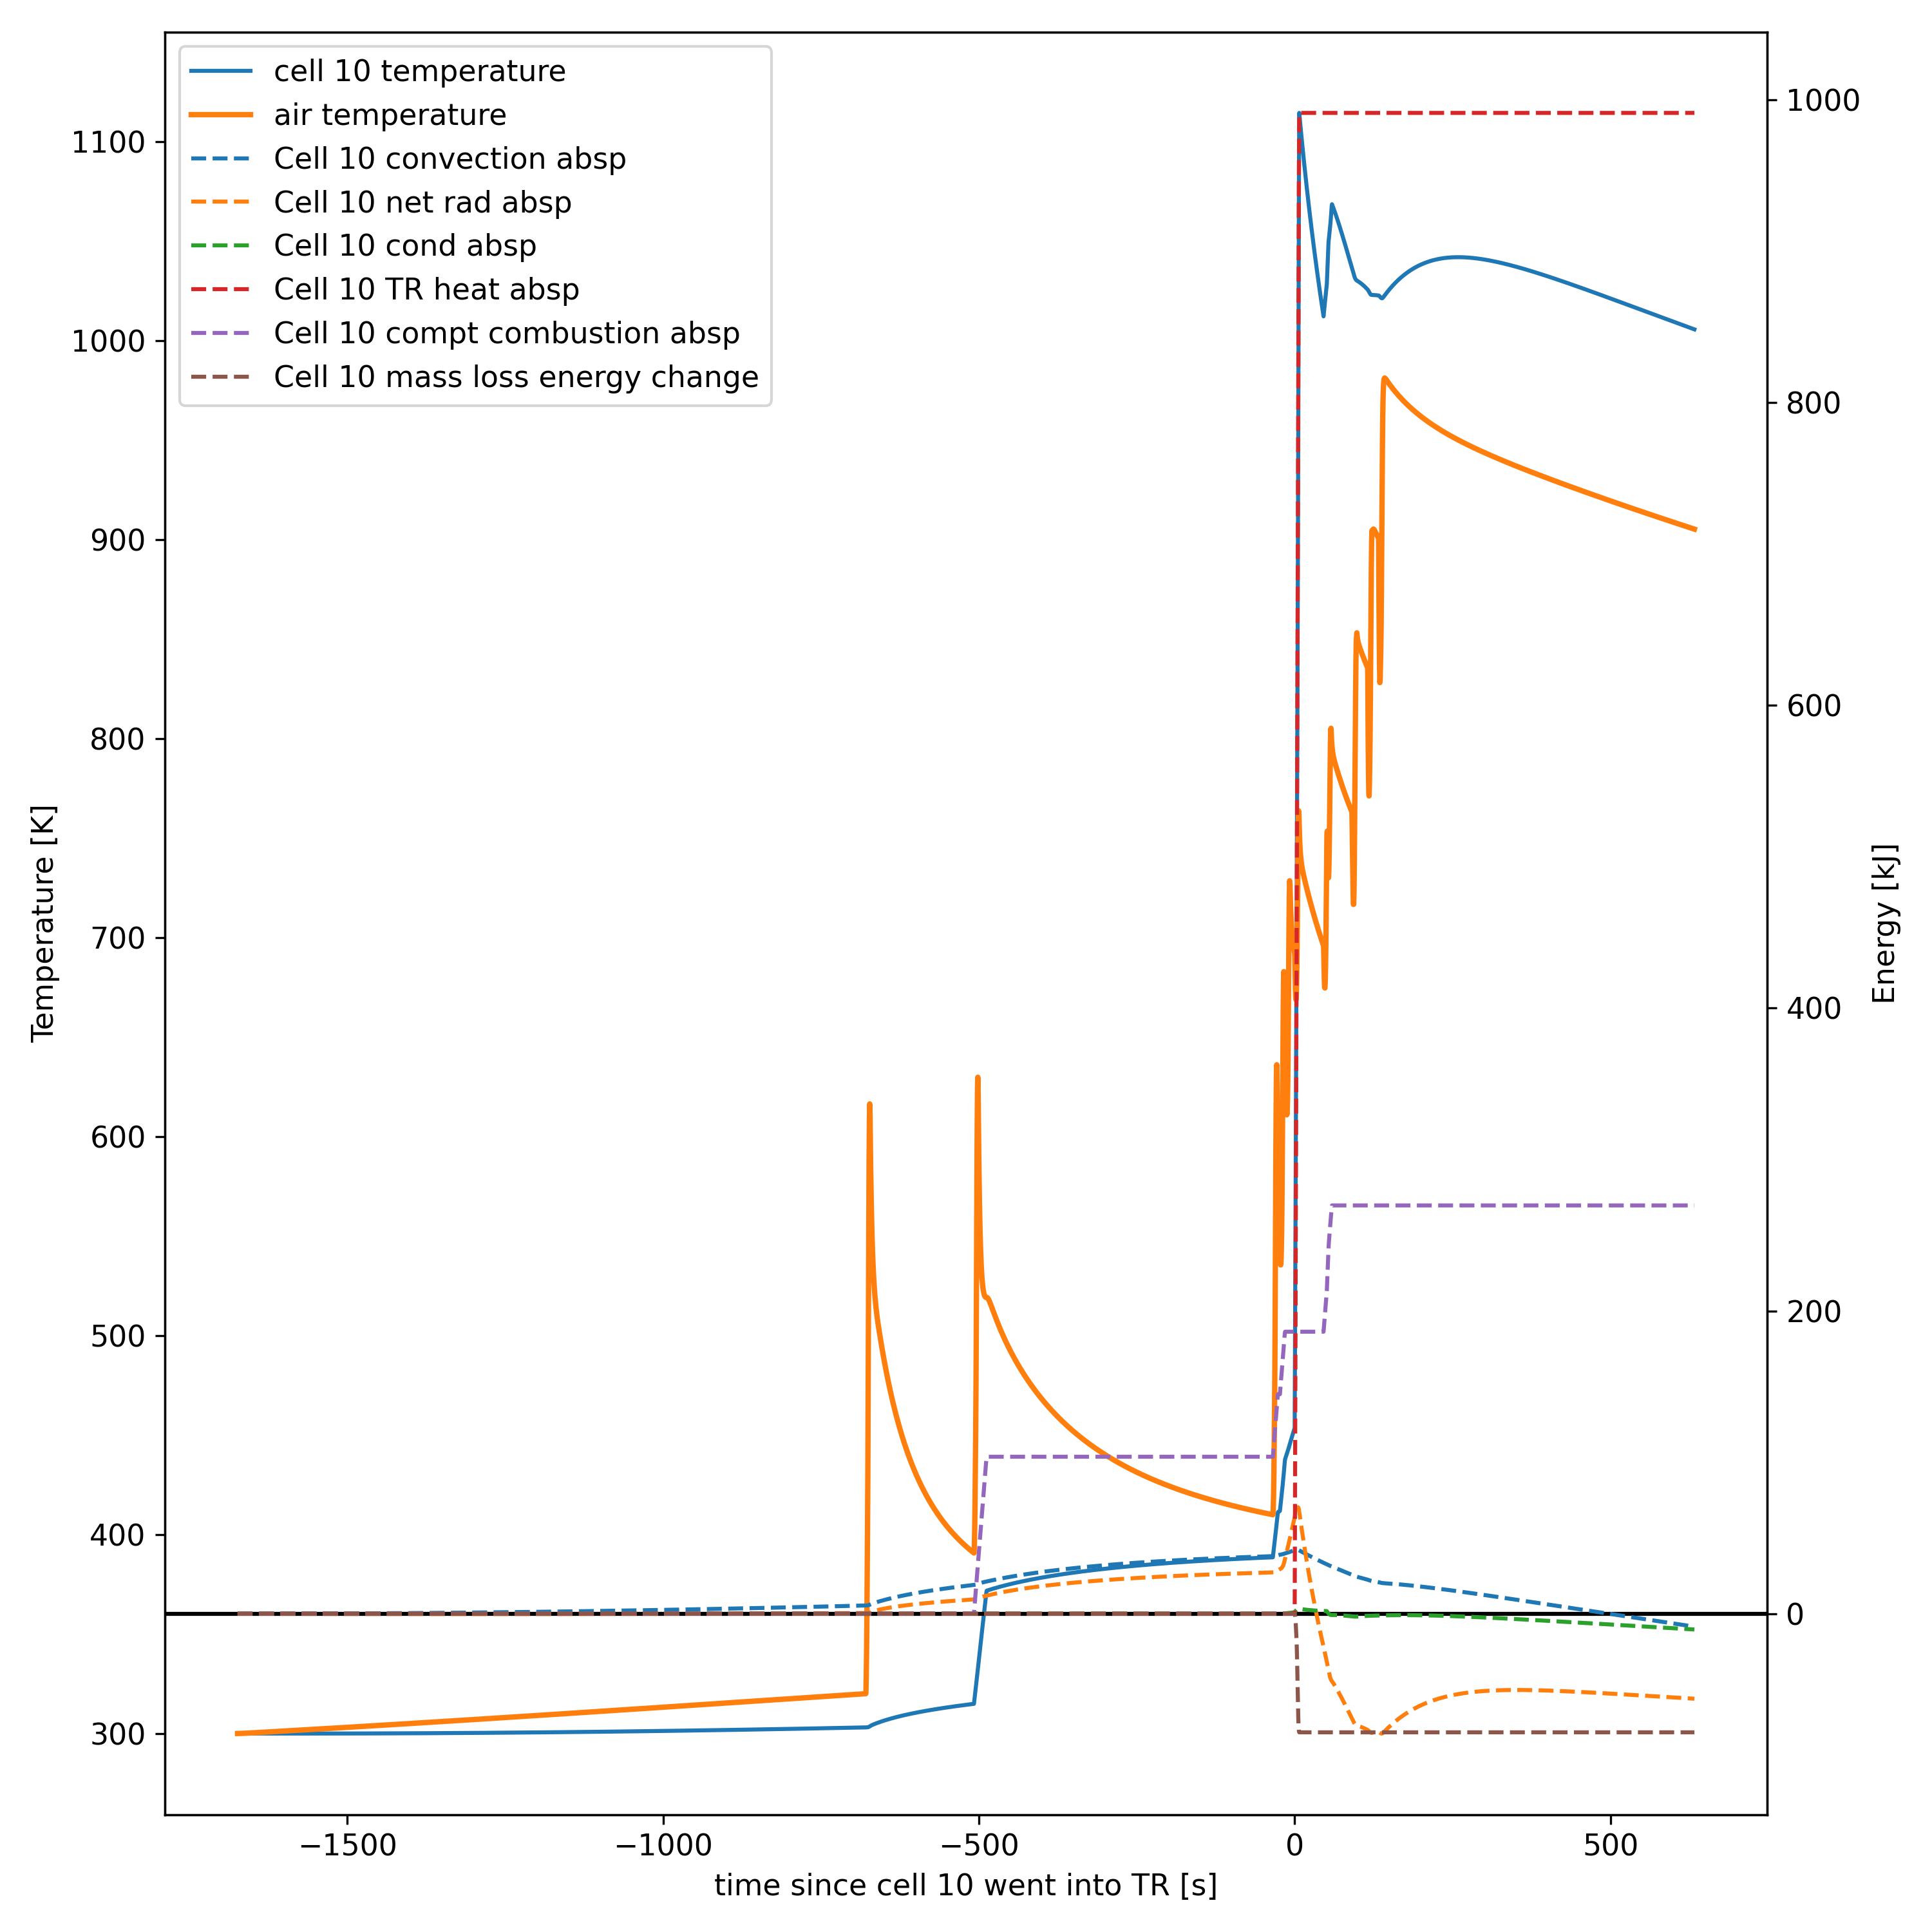 cell 10 temperature
air temperature
Cell 10 convection absp
Cell 10 net rad absp
Cell 10 cond absp
Cell 10 TR heat absp
Cell 10 compt combustion absp
Cell 10 mass loss energy change
1100
1000
900
800
700
600
500
400
300
Temperature [K]
1000
800
600
400
200
0
Energy [kJ]
−1500
−1000
−500
0
500
time since cell 10 went into TR [s]